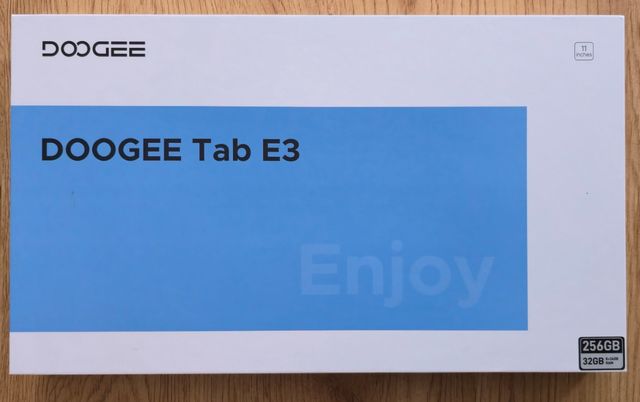 DOOGEE
11
inches
DOOGEE Tab E3
Enjoy
256GB
32GB